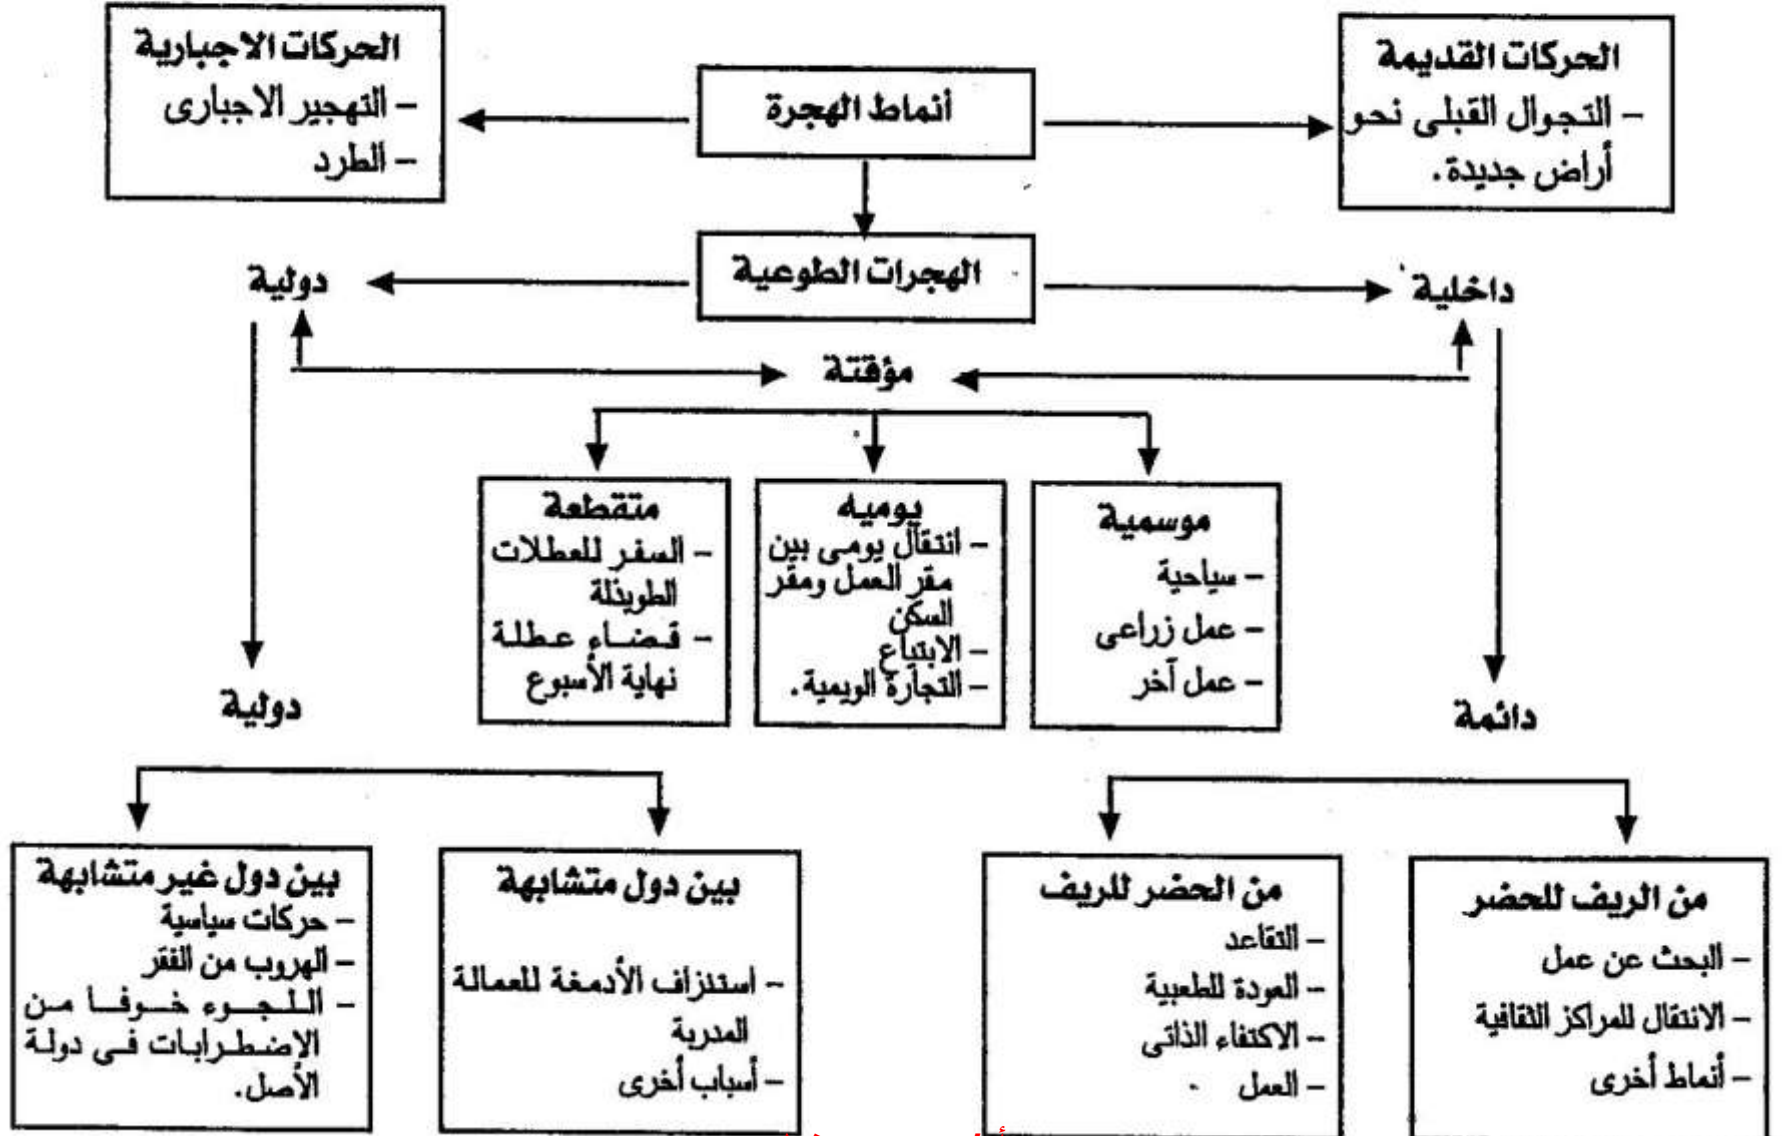 الحركات القديمة
- التجوال القبلى نحو
أراض جديدة.
أنماط الهجرة
الحركات الاجبارية
- التهجير الاجبارى
- الطرد
الهجرات الطوعية
داخلية
دولية
مؤقتة
موسمية
- سياحية
- عمل زراعى
- عمل آخر
يوميه
- انتقال يومى بين
مقر العمل ومقر
السكن
- الابتياع
- التجارة الويمية.
متقطعة
- السفر للعطلات
الطويلة
- قضاء عطلة
نهاية الأسبوع
دائمة
دولية
من الريف للحضر
- البحث عن عمل
- الانتقال للمراكز الثقافية
- أنماط أخرى
من الحضر للريف
- التقاعد
- العودة للطعبية
- الاكتفاء الذاتى
- العمل
بين دول متشابهة
- استنزاف الأدمغة للعمالة
المدربة
- أسباب أخرى
بين دول غير متشابهة
- حركات سياسية
- الهروب من الفقر
- اللجوء خوفا من
الاضطرابات فى دولة
الأصل.